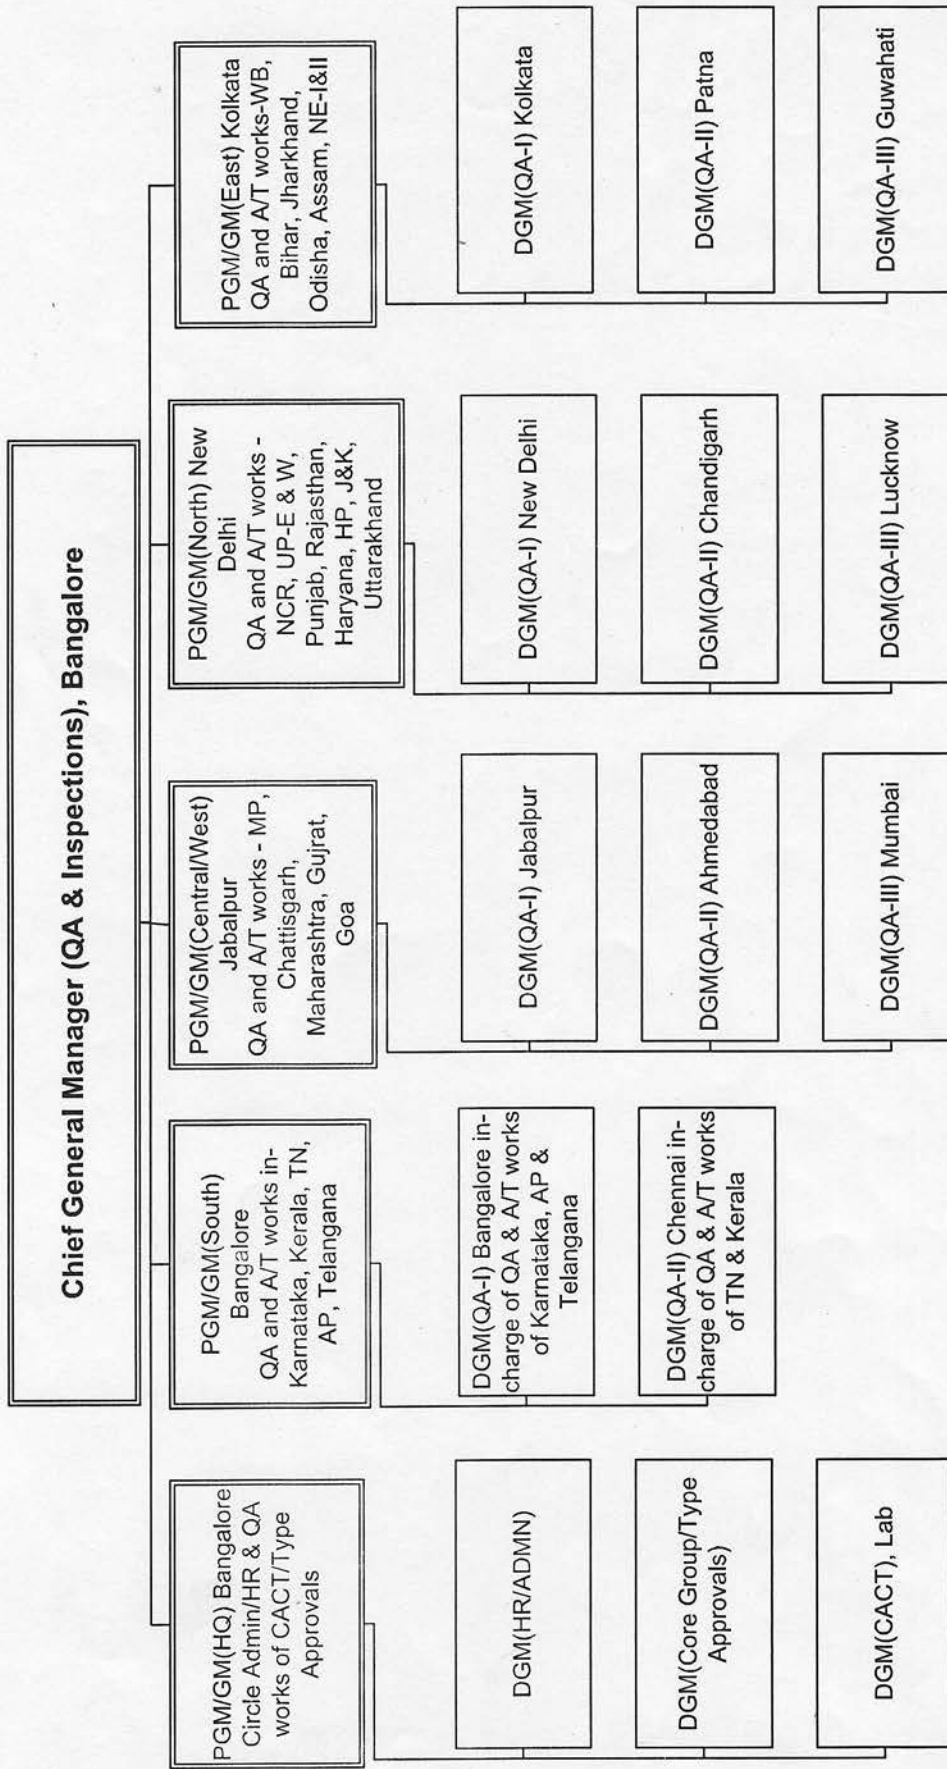 Chief General Manager (QA & Inspections), Bangalore
PGM/GM(HQ) Bangalore
Circle Admin/HR & QA
works of CACT/Type
Approvals
DGM(HR/ADMN)
DGM(Core Group/Type
Approvals)
DGM(CACT), Lab
PGM/GM(South)
Bangalore
QA and A/T works in-
Karnataka, Kerala, TN,
AP, Telangana
DGM(QA-I) Bangalore in-
charge of QA & A/T works
of Karnataka, AP &
Telangana
DGM(QA-II) Chennai in-
charge of QA & A/T works
of TN & Kerala
PGM/GM(Central/West)
Jabalpur
QA and A/T works - MP,
Chattisgarh,
Maharashtra, Gujrat,
Goa
DGM(QA-I) Jabalpur
DGM(QA-II) Ahmedabad
DGM(QA-III) Mumbai
PGM/GM(North) New
Delhi
QA and A/T works -
NCR, UP-E & W,
Punjab, Rajasthan,
Haryana, HP, J&K,
Uttarakhand
DGM(QA-I) New Delhi
DGM(QA-II) Chandigarh
DGM(QA-III) Lucknow
PGM/GM(East) Kolkata
QA and A/T works-WB,
Bihar, Jharkhand,
Odisha, Assam, NE-I&II
DGM(QA-I) Kolkata
DGM(QA-II) Patna
DGM(QA-III) Guwahati